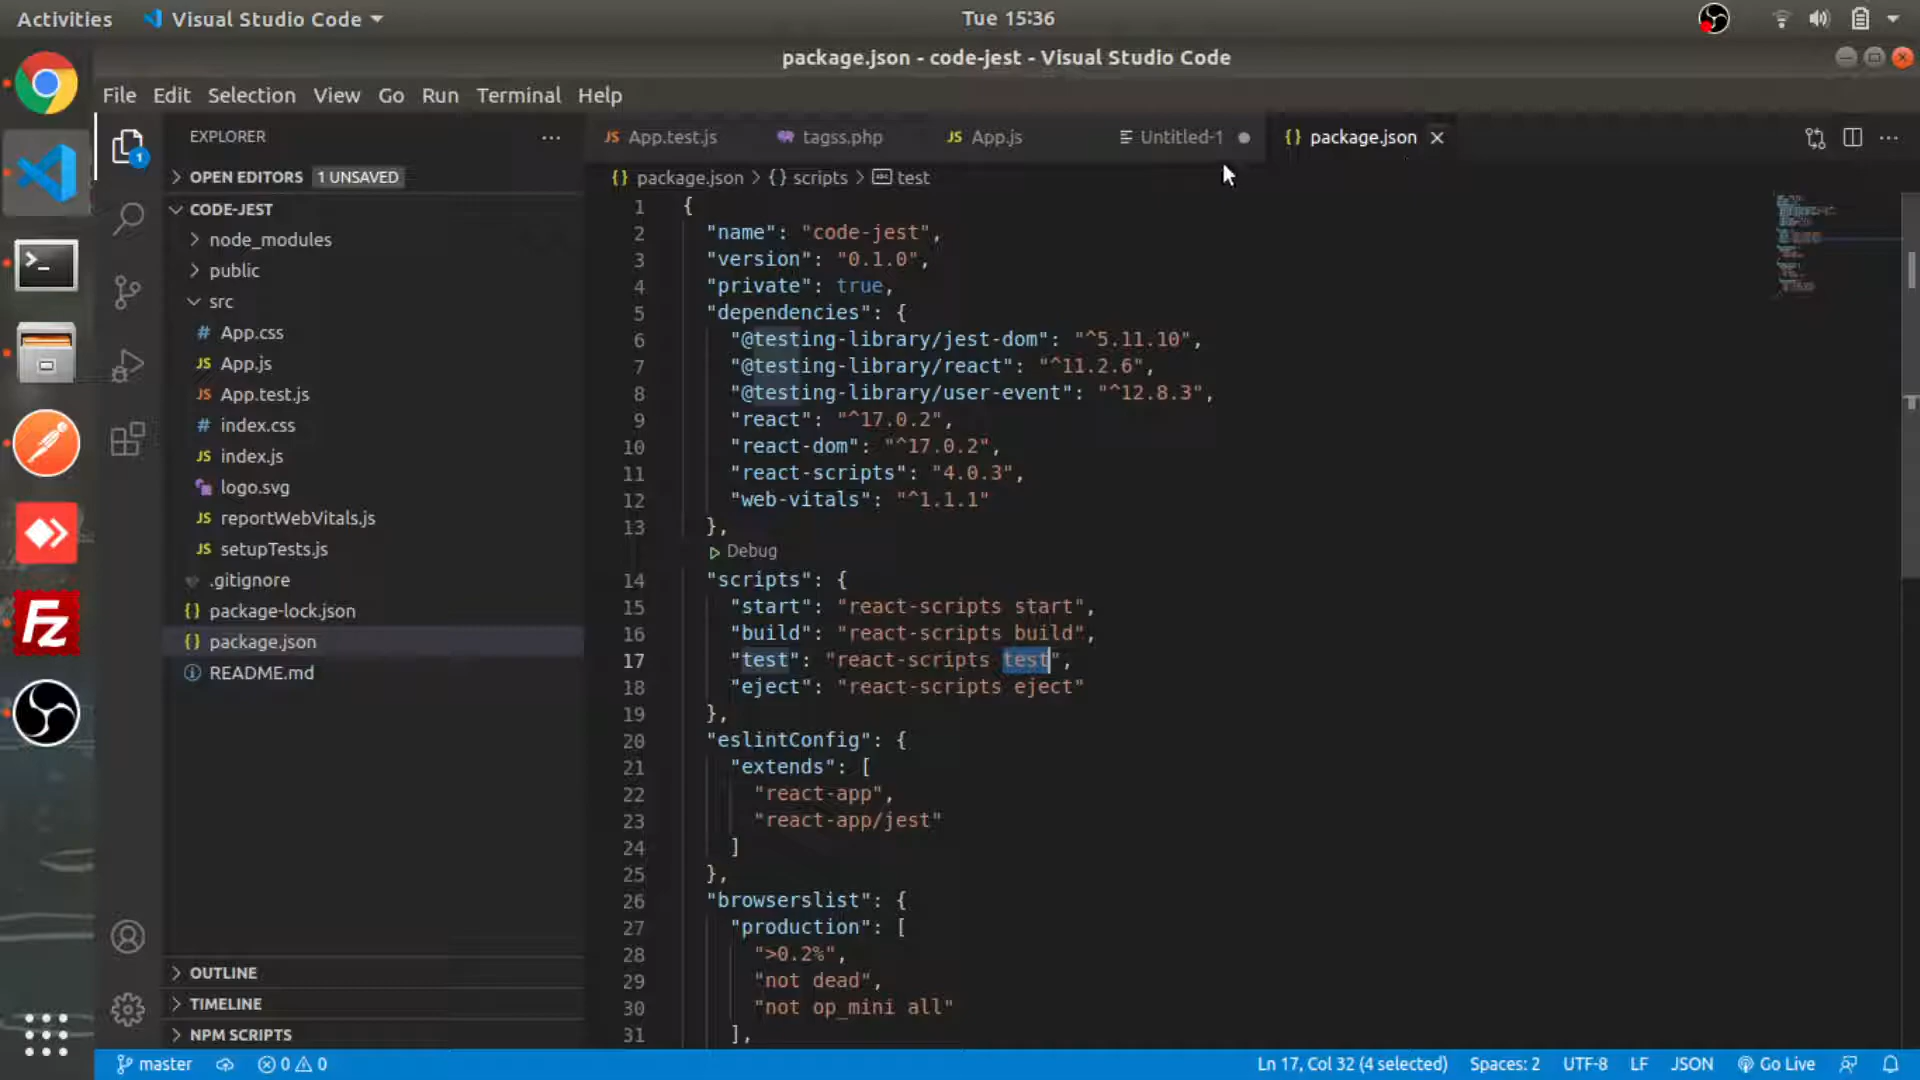 Activities
Visual Studio Code
Tue 15:36
package.json - code-jest - Visual Studio Code
File Edit Selection View Go Run Terminal Help
EXPLORER
OPEN EDITORS 1 UNSAVED
CODE-JEST
node_modules
public
src
App.css
App.js
App.test.js
index.css
index.js
logo.svg
reportWebVitals.js
setupTests.js
.gitignore
package-lock.json
package.json
README.md
OUTLINE
TIMELINE
NPM SCRIPTS
1
JS App.test.js
tagss.php
JS App.js
Untitled-1
{} package.json
{} package.json > {} scripts > test
1 {
2 "name": "code-jest",
3 "version": "0.1.0",
4 "private": true,
5 "dependencies": {
6 "@testing-library/jest-dom": "^5.11.10",
7 "@testing-library/react": "^11.2.6",
8 "@testing-library/user-event": "^12.8.3",
9 "react": "^17.0.2",
10 "react-dom": "^17.0.2",
11 "react-scripts": "4.0.3",
12 "web-vitals": "^1.1.1"
13 },
Debug
14 "scripts": {
15 "start": "react-scripts start",
16 "build": "react-scripts build",
17 "test": "react-scripts test",
18 "eject": "react-scripts eject"
19 },
20 "eslintConfig": {
21 "extends": [
22 "react-app",
23 "react-app/jest"
24 ]
25 },
26 "browserslist": {
27 "production": [
28 ">0.2%",
29 "not dead",
30 "not op_mini all"
31 ],
master
0 0
Ln 17, Col 32 (4 selected)
Spaces: 2
UTF-8
LF
JSON
Go Live